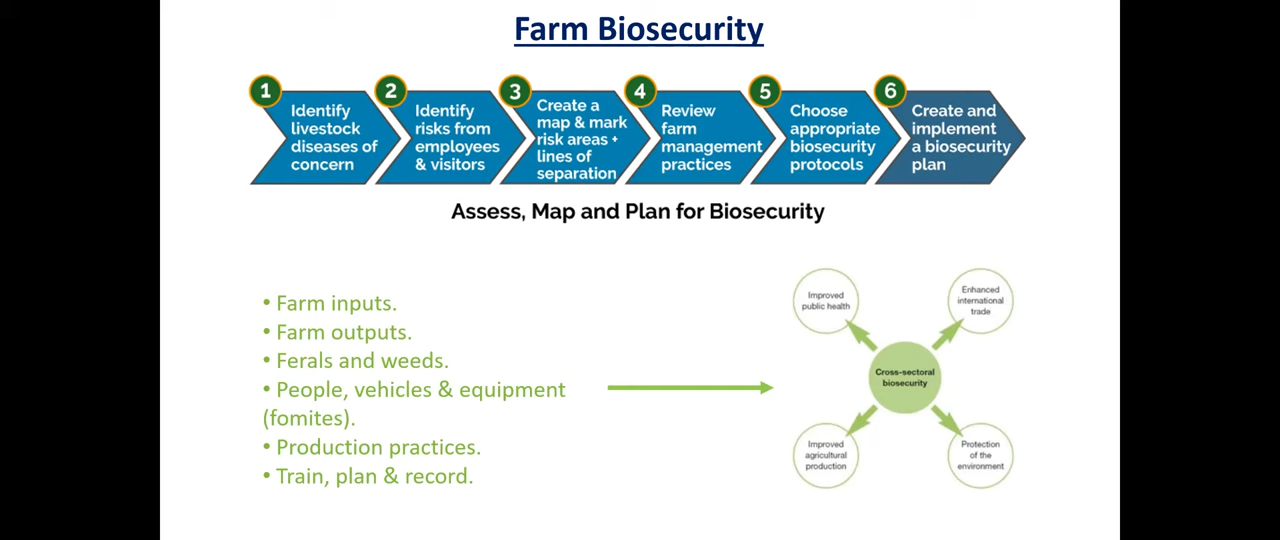 Farm Biosecurity
1
Identify
livestock
diseases of
concern
2
Identify
risks from
employees
& visitors
3
Create a
map & mark
risk areas +
lines of
separation
4
Review
farm
management
practices
5
Choose
appropriate
biosecurity
protocols
6
Create and
implement
a biosecurity
plan
Assess, Map and Plan for Biosecurity
• Farm inputs.
• Farm outputs.
• Ferals and weeds.
• People, vehicles & equipment
(fomites).
• Production practices.
• Train, plan & record.
Improved
public health
Enhanced
international
trade
Cross-sectoral
biosecurity
Improved
agricultural
production
Protection
of the
environment